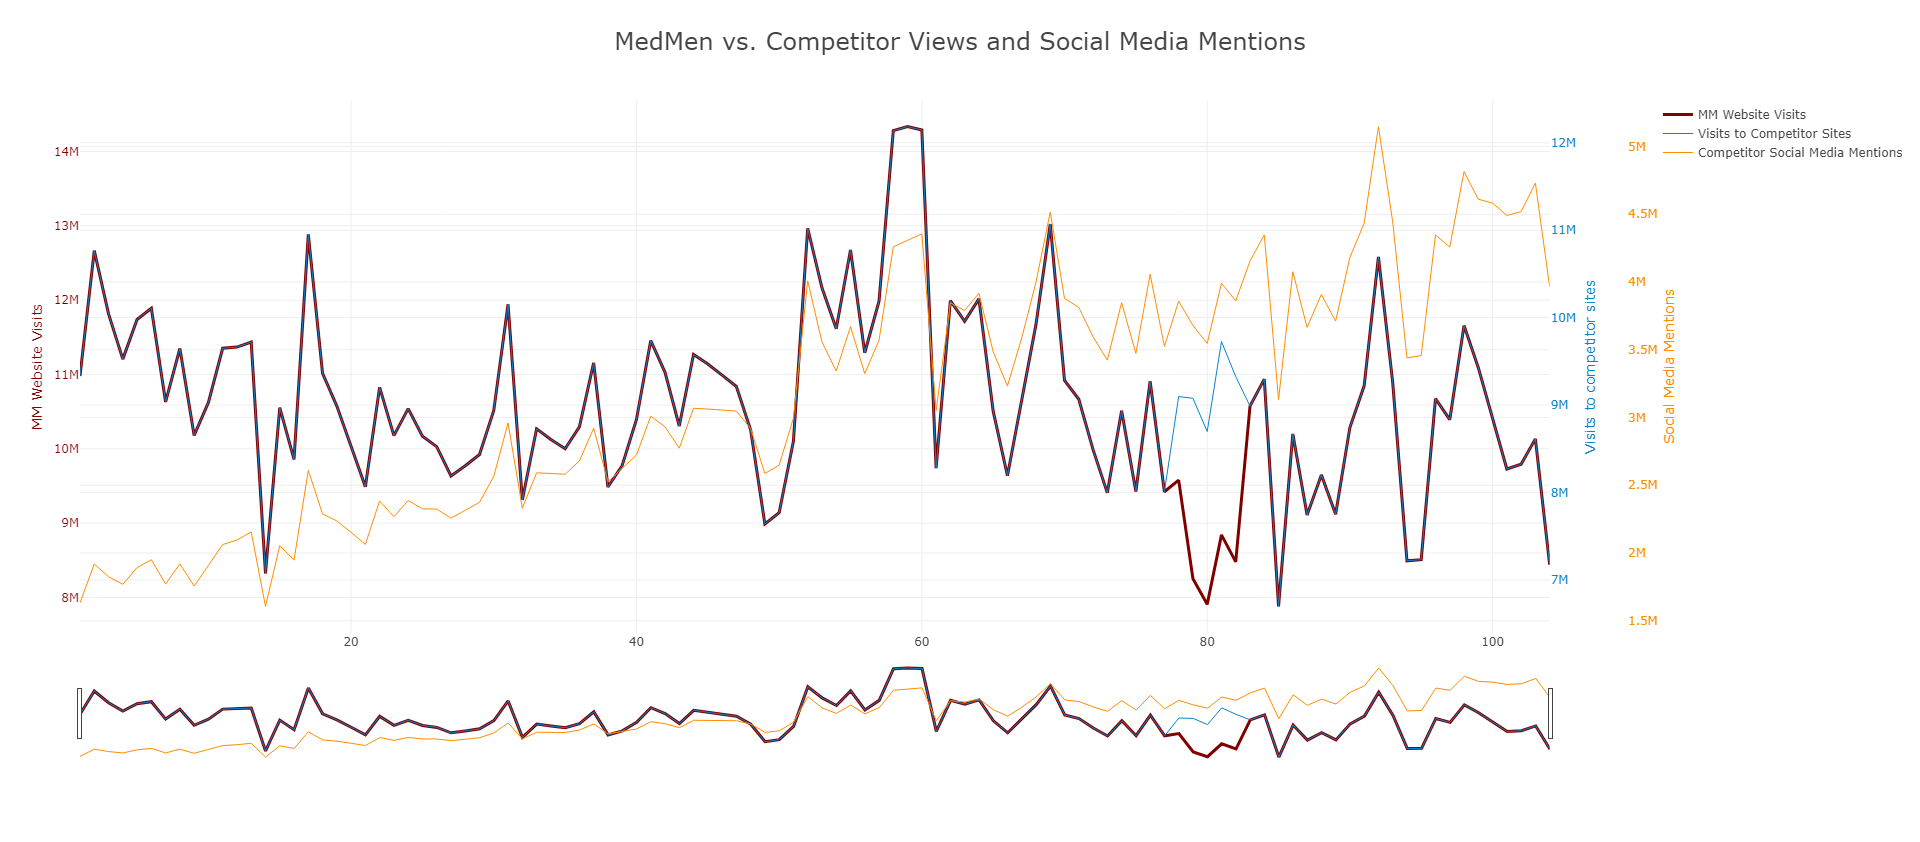 MedMen vs. Competitor Views and Social Media Mentions
MM Website Visits
Visits to Competitor Sites
Competitor Social Media Mentions
14M
13M
12M
11M
10M
9M
8M
MM Website Visits
12M
11M
10M
9M
8M
7M
Visits to competitor sites
5M
4.5M
4M
3.5M
3M
2.5M
2M
1.5M
Social Media Mentions
20
40
60
80
100